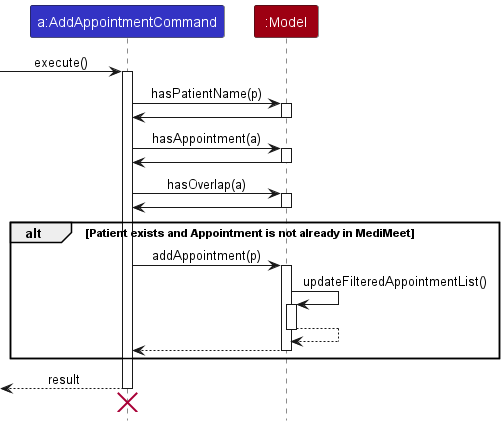 a:AddAppointmentCommand
:Model
execute()
hasPatientName(p)
hasAppointment(a)
hasOverlap(a)
alt
[Patient exists and Appointment is not already in MediMeet]
addAppointment(p)
updateFilteredAppointmentList()
result